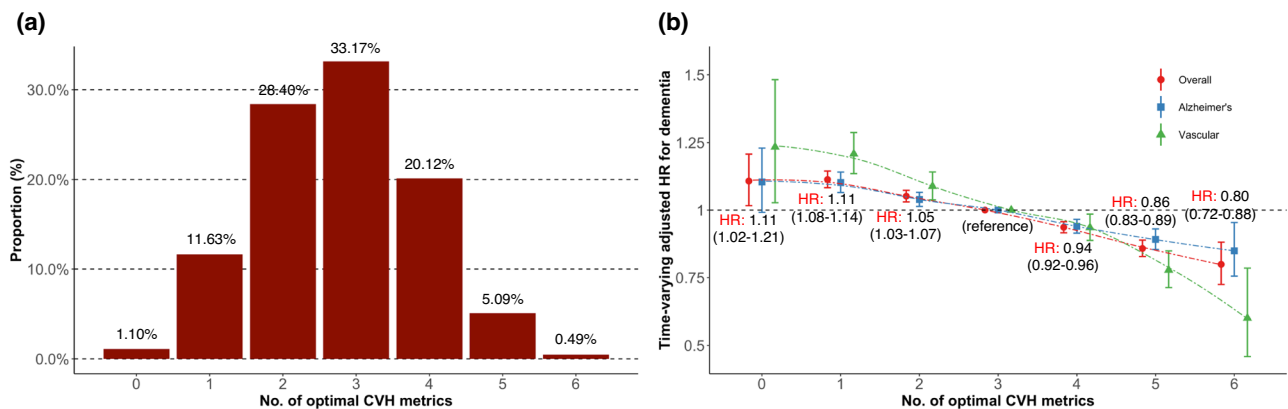 (a)
Proportion (%)
30.0%
20.0%
10.0%
0.0%
1.10%
11.63%
28.40%
33.17%
20.12%
5.09%
0.49%
0 1 2 3 4 5 6
No. of optimal CVH metrics
(b)
Time-varying adjusted HR for dementia
1.5
1.25
1
0.75
0.5
Overall
Alzheimer's
Vascular
HR: 1.11
(1.02-1.21)
HR: 1.11
(1.08-1.14)
HR: 1.05
(1.03-1.07)
(reference)
HR: 0.94
(0.92-0.96)
HR: 0.86
(0.83-0.89)
HR: 0.80
(0.72-0.88)
0 1 2 3 4 5 6
No. of optimal CVH metrics